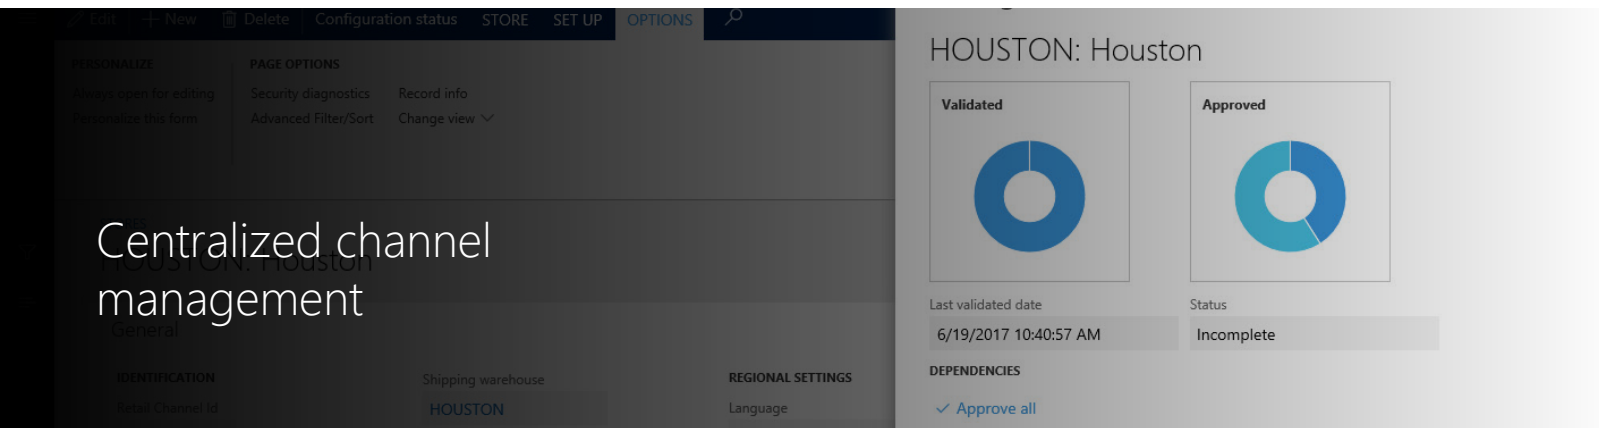 Edit
New
Delete
Configuration status
STORE
SET UP
OPTIONS
PERSONALIZE
Always open for editing
Personalize this form
PAGE OPTIONS
Security diagnostics
Record info
Advanced Filter/Sort
Change view
Centralized channel
management
HOUSTON: Houston
General
IDENTIFICATION
Retail Channel Id
Shipping warehouse
HOUSTON
REGIONAL SETTINGS
Language
HOUSTON: Houston
Validated
Approved
Last validated date
6/19/2017 10:40:57 AM
Status
Incomplete
DEPENDENCIES
Approve all